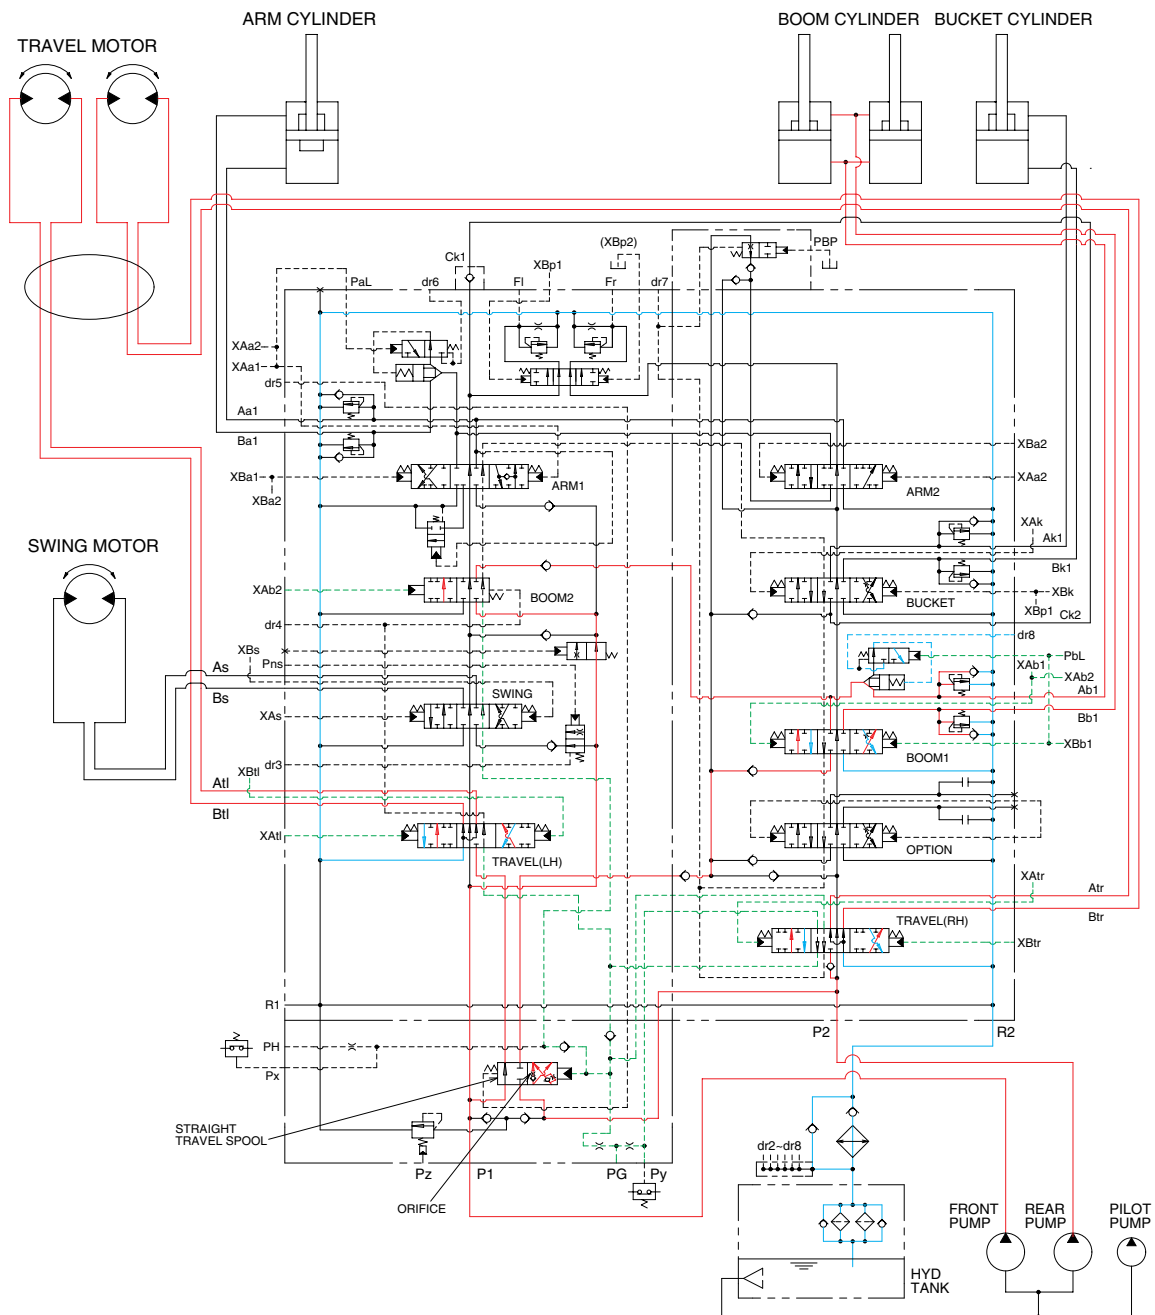 ARM CYLINDER
BOOM CYLINDER
BUCKET CYLINDER
TRAVEL MOTOR
(XBp2)
PBP
Ck1
XBp1
PaL
dr6
Fl
Fr
dr7
XAa2
XAa1
dr5
Aa1
Ba1
XBa2
XBa1
ARM1
XAa2
ARM2
XBa2
XAk
Ak1
SWING MOTOR
Bk1
XAb2
BOOM2
BUCKET
XBk
XBp1
Ck2
dr4
dr8
XBs
Pns
PbL
XAb1
As
XAb2
SWING
Bs
Ab1
XAs
Bb1
XBb1
BOOM1
dr3
XBtl
Atl
Btl
XAtl
OPTION
TRAVEL(LH)
XAtr
Atr
TRAVEL(RH)
Btr
XBtr
R1
P2
R2
PH
Px
STRAIGHT
TRAVEL SPOOL
dr2~dr8
Pz
P1
PG
Py
ORIFICE
FRONT
PUMP
REAR
PUMP
PILOT
PUMP
HYD
TANK